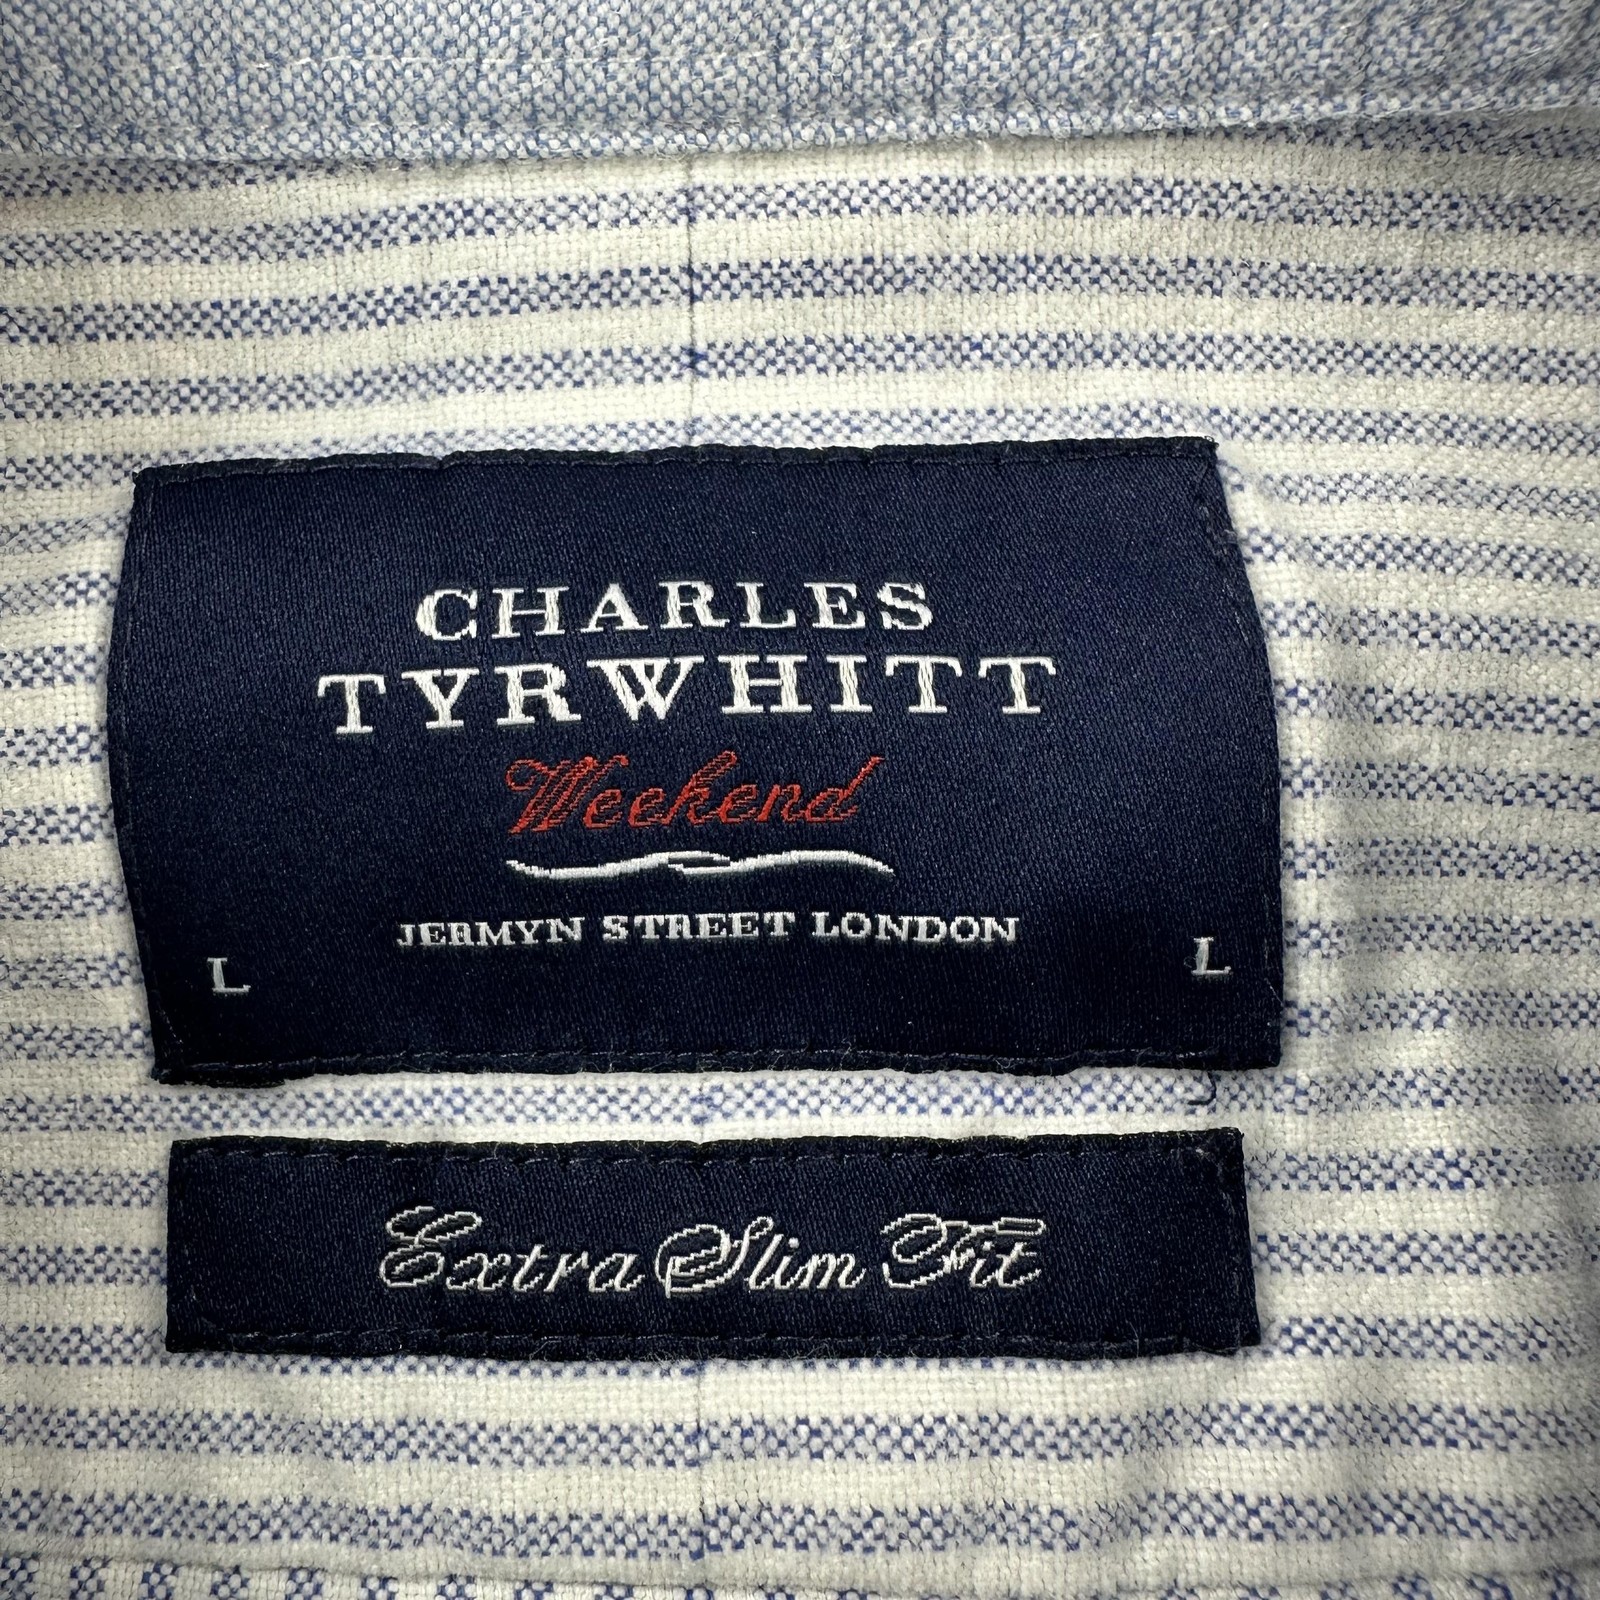 CHARLES
TYRWHITT
Weekend
JERMYN STREET LONDON
L L
Extra Slim Fit